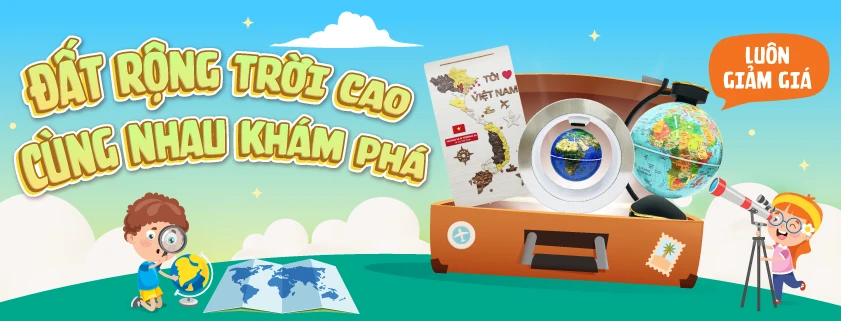 ĐẤT RỘNG TRỜI CAO
CÙNG NHAU KHÁM PHÁ
LUÔN
GIẢM GIÁ
TÔI
VIỆT NAM